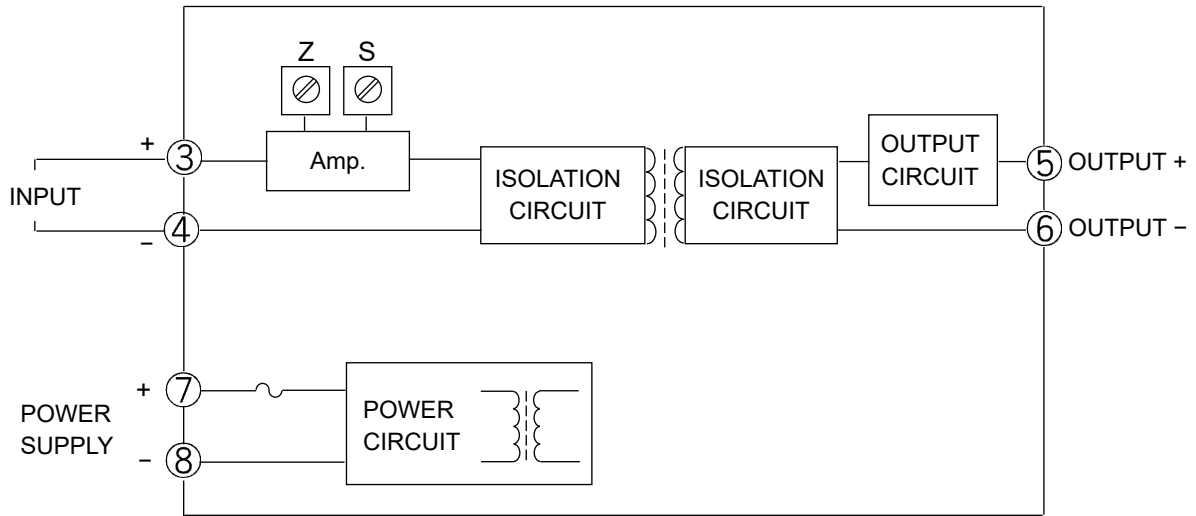 Z S
+ ③ Amp.
INPUT
④
−
ISOLATION
CIRCUIT
ISOLATION
CIRCUIT
OUTPUT
CIRCUIT
⑤ OUTPUT +
⑥ OUTPUT −
+ ⑦
POWER
SUPPLY
− ⑧
POWER
CIRCUIT